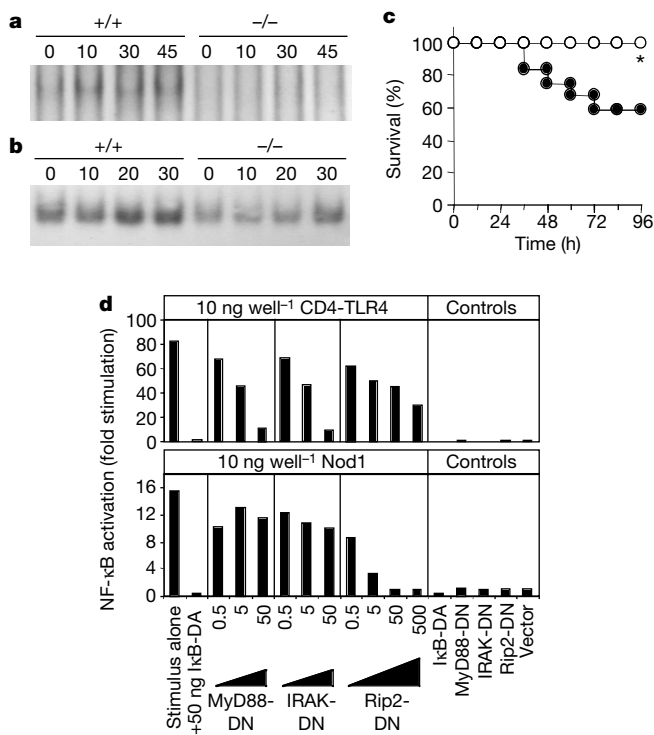 a
+/+ –/–
0 10 30 45 0 10 30 45
b
+/+ –/–
0 10 20 30 0 10 20 30
c
Survival (%)
100
80
60
40
20
0
*
0 24 48 72 96
Time (h)
d
NF-κB activation (fold stimulation)
10 ng well⁻¹ CD4-TLR4 Controls
100
80
60
40
20
0
10 ng well⁻¹ Nod1 Controls
16
12
8
4
0
Stimulus alone
+50 ng IκB-DA
0.5 5 50 0.5 5 50 0.5 5 50 500
IκB-DA
MyD88-DN
IRAK-DN
Rip2-DN
Vector
MyD88-
DN
IRAK-
DN
Rip2-
DN